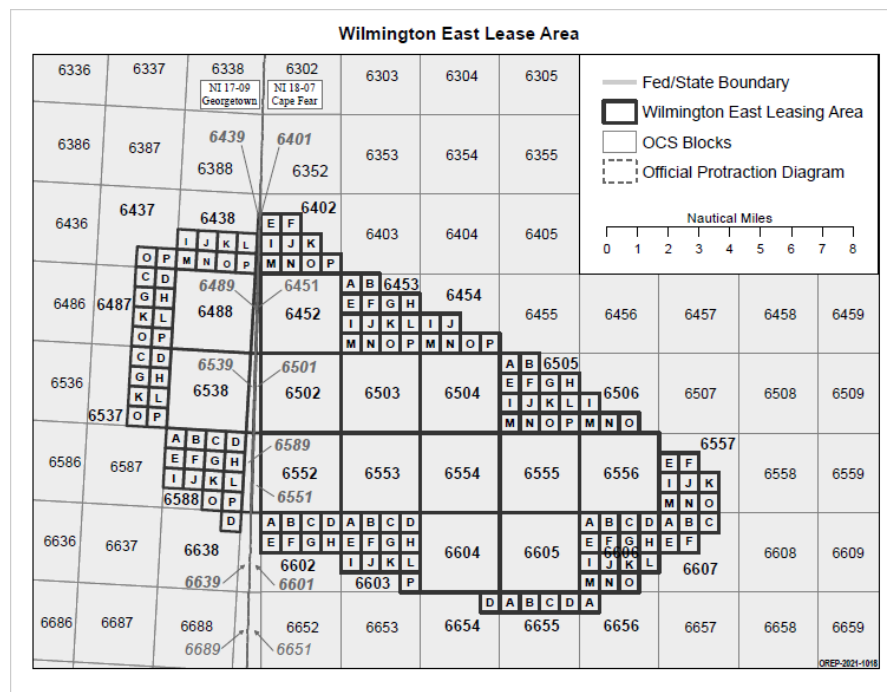 Wilmington East Lease Area
6336 6337 6338 6302 6303 6304 6305
NI 17-09 NI 18-07
Georgetown Cape Fear
Fed/State Boundary
Wilmington East Leasing Area
OCS Blocks
Official Protraction Diagram
Nautical Miles
0 1 2 3 4 5 6 7 8
6439 6401
6386 6387 6388 6352 6353 6354 6355
6437 6438 6402
6436 6403 6404 6405
E F
I J K L I J K
M N O P M N O P
O P
C D
G H
K L
O P
6489 6451 A B 6453 6454
6486 6487 6488 6452 E F G H 6455 6456 6457 6458 6459
I J K L I J
M N O P M N O P
6539 6501 A B 6505
C D
G H
K L
O P
6536 6538 6502 6503 6504 E F G H 6506 6507 6508 6509
I J K L I
M N O P M N O
6537
A B C D 6589 6557
E F G H
I J K L
O P
D
6586 6587 6552 6553 6554 6555 6556 6558 6559
E F
I J K
M N O
6588 6551
A B C D A B C D A B C D A B C
E F G H E F G H E F G H E F
I J K L I J K L
P M N O
6636 6637 6638 6602 6603 6604 6605 6606 6607 6608 6609
6639 6601
D A B C D A
6686 6687 6688 6652 6653 6654 6655 6656 6657 6658 6659
6689 6651
OREP-2021-1018